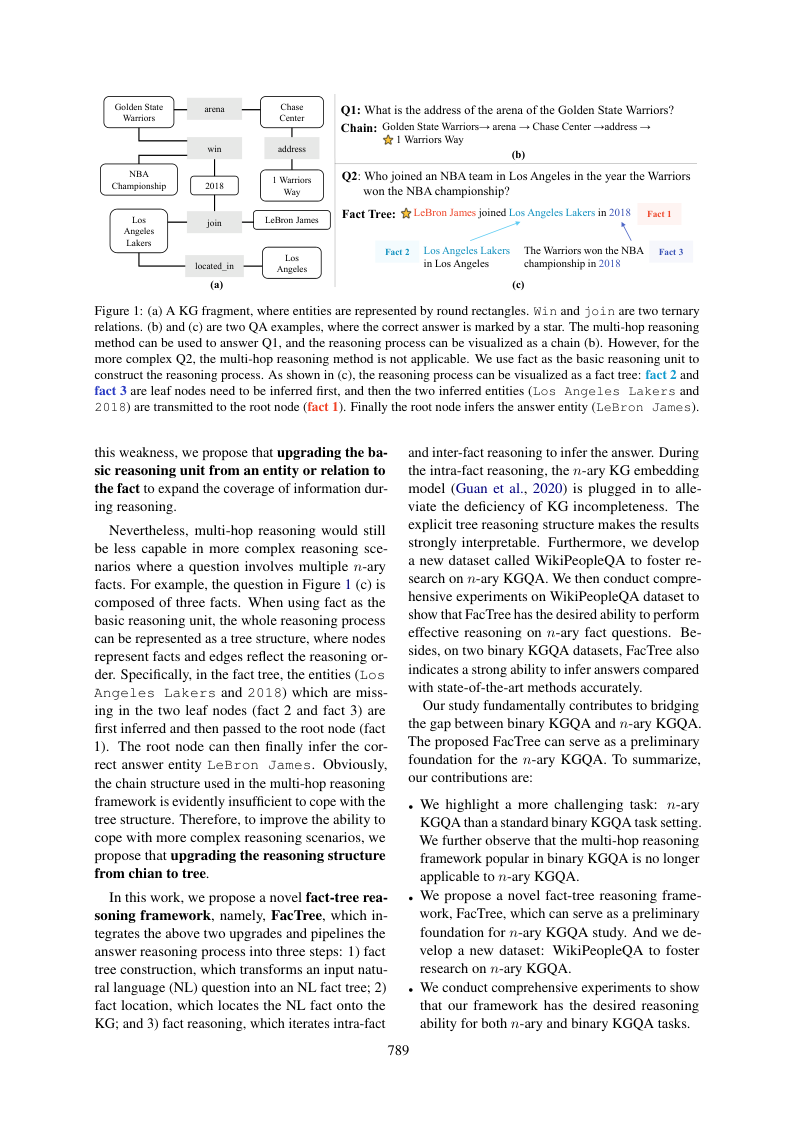 Golden State
Warriors
arena
Chase
Center
win
address
NBA
Championship
2018
1 Warriors
Way
Los
Angeles
Lakers
join
LeBron James
located_in
Los
Angeles
(a)
Q1: What is the address of the arena of the Golden State Warriors?
Chain: Golden State Warriors→ arena → Chase Center →address →
1 Warriors Way
(b)
Q2: Who joined an NBA team in Los Angeles in the year the Warriors
won the NBA championship?
Fact Tree: LeBron James joined Los Angeles Lakers in 2018 Fact 1
Fact 2 Los Angeles Lakers
in Los Angeles
The Warriors won the NBA
championship in 2018
Fact 3
(c)
Figure 1: (a) A KG fragment, where entities are represented by round rectangles. Win and join are two ternary
relations. (b) and (c) are two QA examples, where the correct answer is marked by a star. The multi-hop reasoning
method can be used to answer Q1, and the reasoning process can be visualized as a chain (b). However, for the
more complex Q2, the multi-hop reasoning method is not applicable. We use fact as the basic reasoning unit to
construct the reasoning process. As shown in (c), the reasoning process can be visualized as a fact tree: fact 2 and
fact 3 are leaf nodes need to be inferred first, and then the two inferred entities (Los Angeles Lakers and
2018) are transmitted to the root node (fact 1). Finally the root node infers the answer entity (LeBron James).
this weakness, we propose that upgrading the ba-
sic reasoning unit from an entity or relation to
the fact to expand the coverage of information dur-
ing reasoning.
Nevertheless, multi-hop reasoning would still
be less capable in more complex reasoning sce-
narios where a question involves multiple n-ary
facts. For example, the question in Figure 1 (c) is
composed of three facts. When using fact as the
basic reasoning unit, the whole reasoning process
can be represented as a tree structure, where nodes
represent facts and edges reflect the reasoning or-
der. Specifically, in the fact tree, the entities (Los
Angeles Lakers and 2018) which are miss-
ing in the two leaf nodes (fact 2 and fact 3) are
first inferred and then passed to the root node (fact
1). The root node can then finally infer the cor-
rect answer entity LeBron James. Obviously,
the chain structure used in the multi-hop reasoning
framework is evidently insufficient to cope with the
tree structure. Therefore, to improve the ability to
cope with more complex reasoning scenarios, we
propose that upgrading the reasoning structure
from chian to tree.
In this work, we propose a novel fact-tree rea-
soning framework, namely, FacTree, which in-
tegrates the above two upgrades and pipelines the
answer reasoning process into three steps: 1) fact
tree construction, which transforms an input natu-
ral language (NL) question into an NL fact tree; 2)
fact location, which locates the NL fact onto the
KG; and 3) fact reasoning, which iterates intra-fact
and inter-fact reasoning to infer the answer. During
the intra-fact reasoning, the n-ary KG embedding
model (Guan et al., 2020) is plugged in to alle-
viate the deficiency of KG incompleteness. The
explicit tree reasoning structure makes the results
strongly interpretable. Furthermore, we develop
a new dataset called WikiPeopleQA to foster re-
search on n-ary KGQA. We then conduct compre-
hensive experiments on WikiPeopleQA dataset to
show that FacTree has the desired ability to perform
effective reasoning on n-ary fact questions. Be-
sides, on two binary KGQA datasets, FacTree also
indicates a strong ability to infer answers compared
with state-of-the-art methods accurately.
Our study fundamentally contributes to bridging
the gap between binary KGQA and n-ary KGQA.
The proposed FacTree can serve as a preliminary
foundation for the n-ary KGQA. To summarize,
our contributions are:
• We highlight a more challenging task: n-ary
KGQA than a standard binary KGQA task setting.
We further observe that the multi-hop reasoning
framework popular in binary KGQA is no longer
applicable to n-ary KGQA.
• We propose a novel fact-tree reasoning frame-
work, FacTree, which can serve as a preliminary
foundation for n-ary KGQA study. And we de-
velop a new dataset: WikiPeopleQA to foster
research on n-ary KGQA.
• We conduct comprehensive experiments to show
that our framework has the desired reasoning
ability for both n-ary and binary KGQA tasks.
789